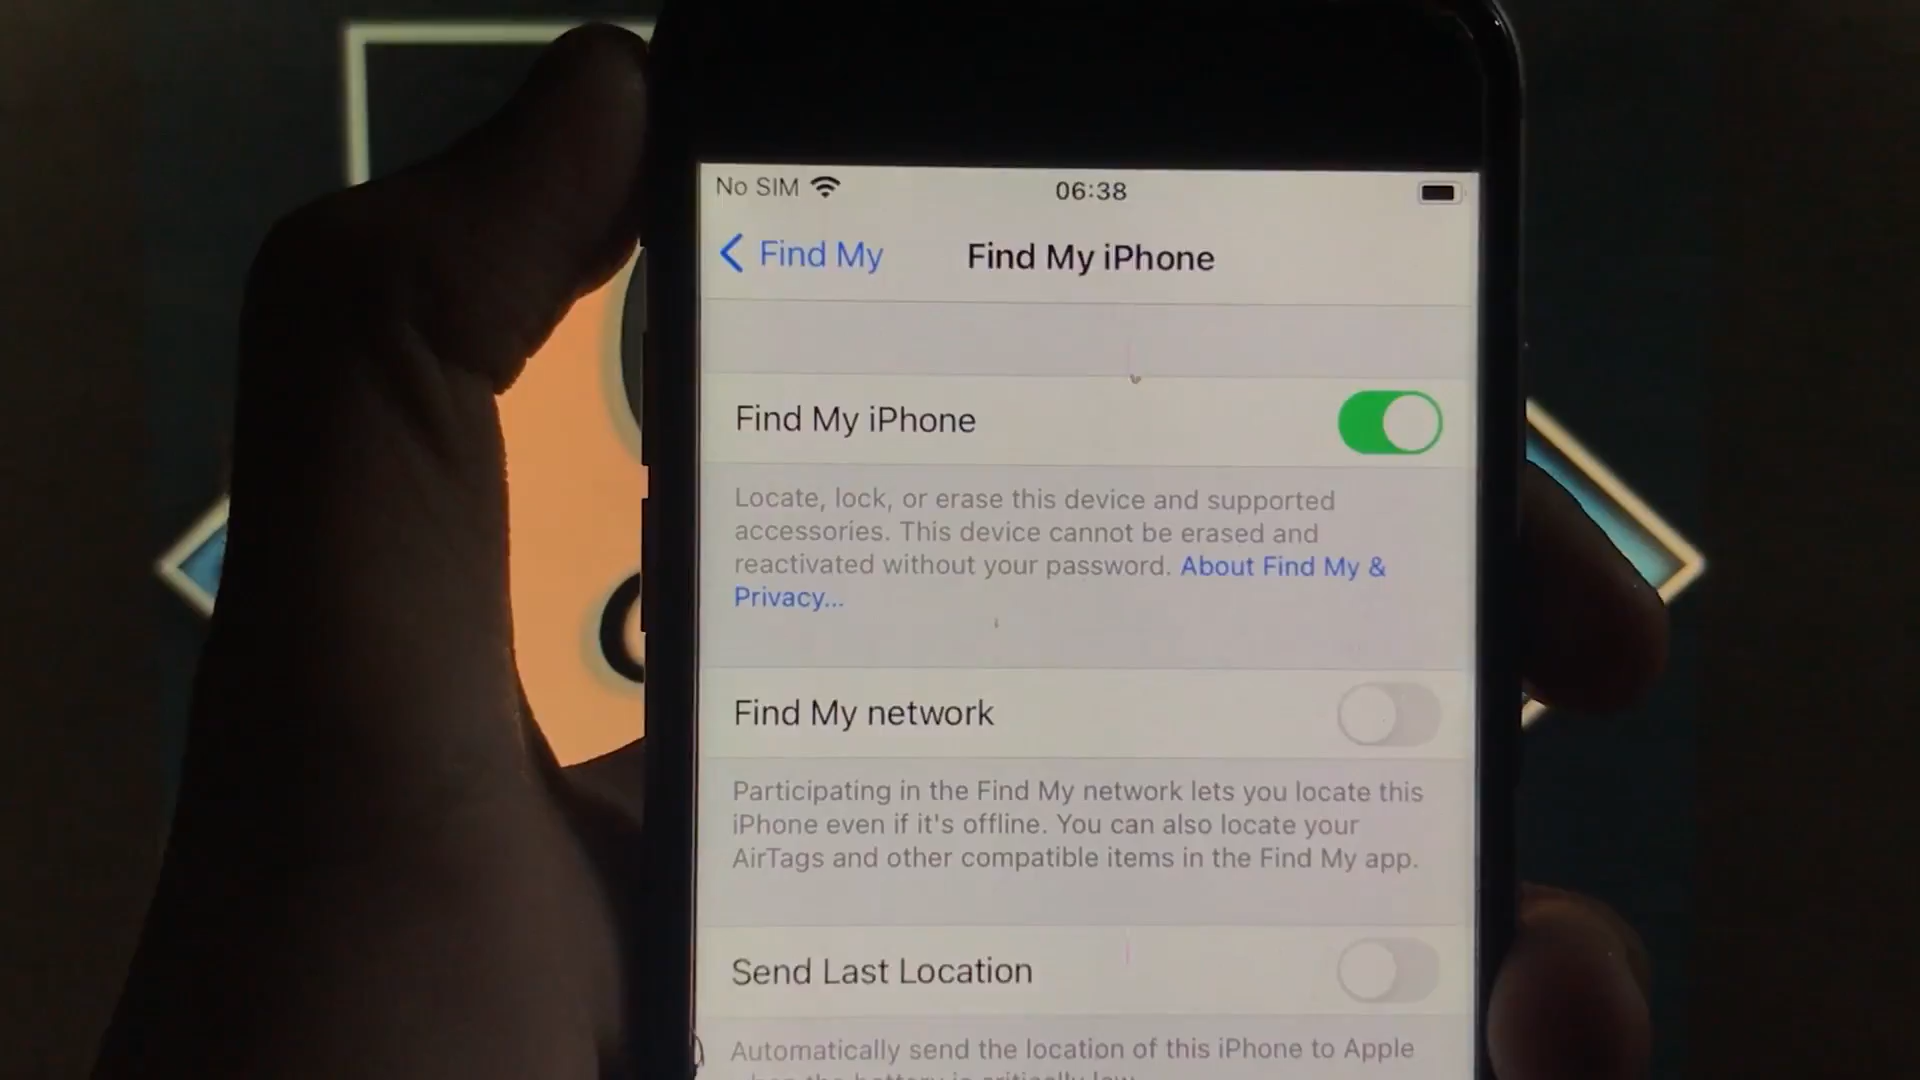 No SIM
06:38
Find My
Find My iPhone
Find My iPhone
Locate, lock, or erase this device and supported
accessories. This device cannot be erased and
reactivated without your password. About Find My &
Privacy...
Find My network
Participating in the Find My network lets you locate this
iPhone even if it's offline. You can also locate your
AirTags and other compatible items in the Find My app.
Send Last Location
Automatically send the location of this iPhone to Apple